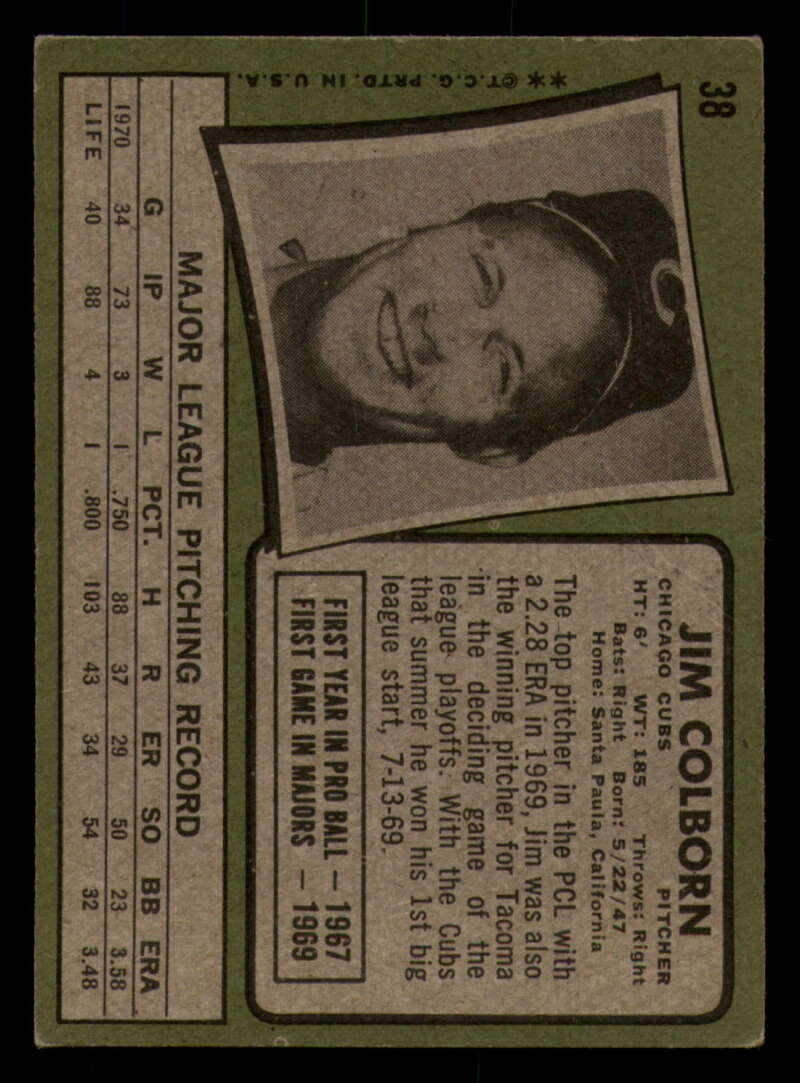 38
** ©T.C.G. PRTD. IN U.S.A.
JIM COLBORN
CHICAGO CUBS PITCHER
HT: 6' WT: 185 Throws: Right
Bats: Right Born: 5/22/47
Home: Santa Paula, California
The top pitcher in the PCL with
a 2.28 ERA in 1969, Jim was also
the winning pitcher for Tacoma
in the deciding game of the
league playoffs. With the Cubs
that summer he won his 1st big
league start, 7-13-69.
FIRST YEAR IN PRO BALL — 1967
FIRST GAME IN MAJORS — 1969
MAJOR LEAGUE PITCHING RECORD
G IP W L PCT. H R ER SO BB ERA
1970 34 73 3 1 .750 88 37 29 50 23 3.58
LIFE 40 88 4 1 .800 103 43 34 54 32 3.48